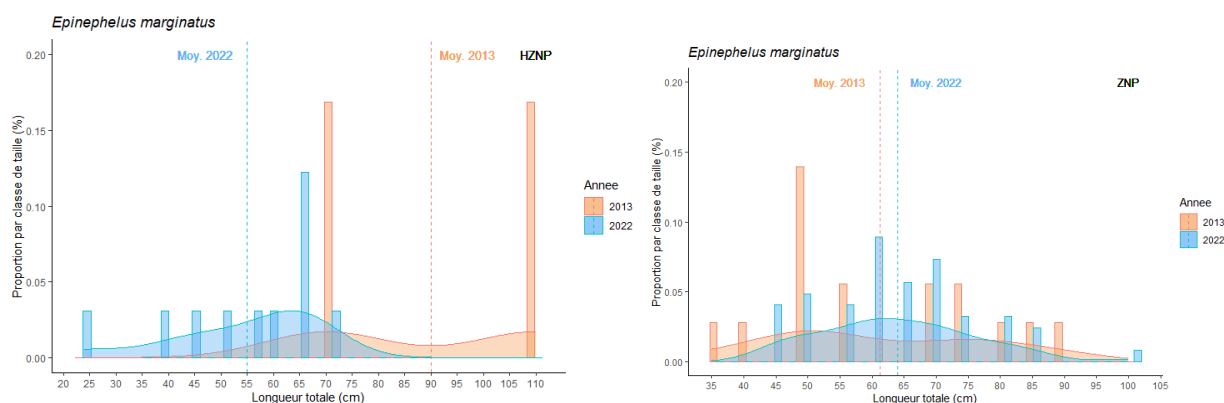 Epinephelus marginatus
Moy. 2022
Moy. 2013
HZNP
Proportion par classe de taille (%)
0.20
0.15
0.10
0.05
0.00
20 25 30 35 40 45 50 55 60 65 70 75 80 85 90 95 100 105 110
Longueur totale (cm)
Annee
2013
2022
Epinephelus marginatus
Moy. 2013
Moy. 2022
ZNP
Proportion par classe de taille (%)
0.20
0.15
0.10
0.05
0.00
35 40 45 50 55 60 65 70 75 80 85 90 95 100 105
Longueur totale (cm)
Annee
2013
2022